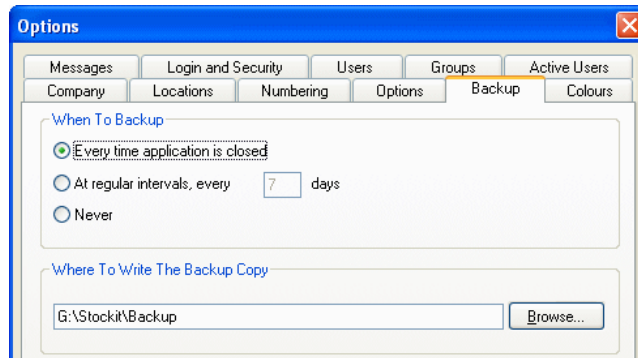 Options
Messages Login and Security Users Groups Active Users
Company Locations Numbering Options Backup Colours
When To Backup
Every time application is closed
At regular intervals, every 7 days
Never
Where To Write The Backup Copy
G:\Stockit\Backup Browse...